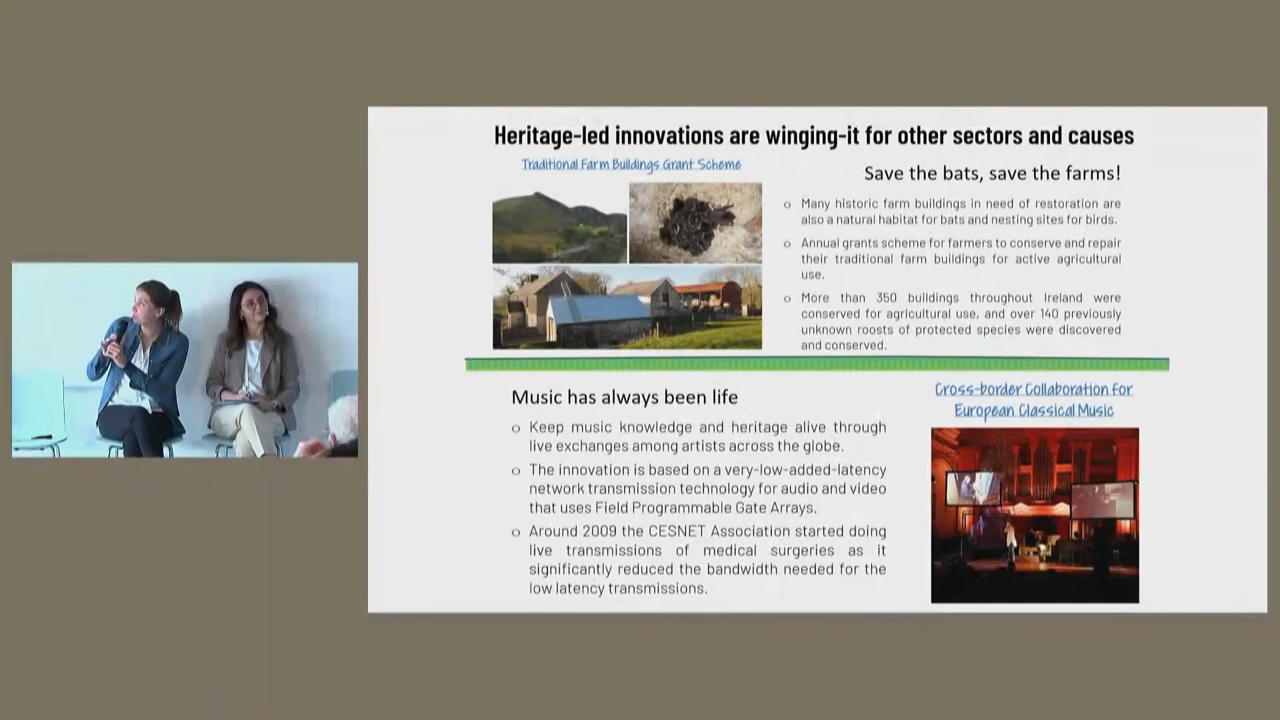 Heritage-led innovations are winging-it for other sectors and causes
Traditional Farm Buildings Grant Scheme
Save the bats, save the farms!
o Many historic farm buildings in need of restoration are
also a natural habitat for bats and nesting sites for birds.
o Annual grants scheme for farmers to conserve and repair
their traditional farm buildings for active agricultural
use.
o More than 350 buildings throughout Ireland were
conserved for agricultural use, and over 140 previously
unknown roosts of protected species were discovered
and conserved.
Music has always been life
o Keep music knowledge and heritage alive through
live exchanges among artists across the globe.
o The innovation is based on a very-low-added-latency
network transmission technology for audio and video
that uses Field Programmable Gate Arrays.
o Around 2009 the CESNET Association started doing
live transmissions of medical surgeries as it
significantly reduced the bandwidth needed for the
low latency transmissions.
Cross-border Collaboration for
European Classical Music